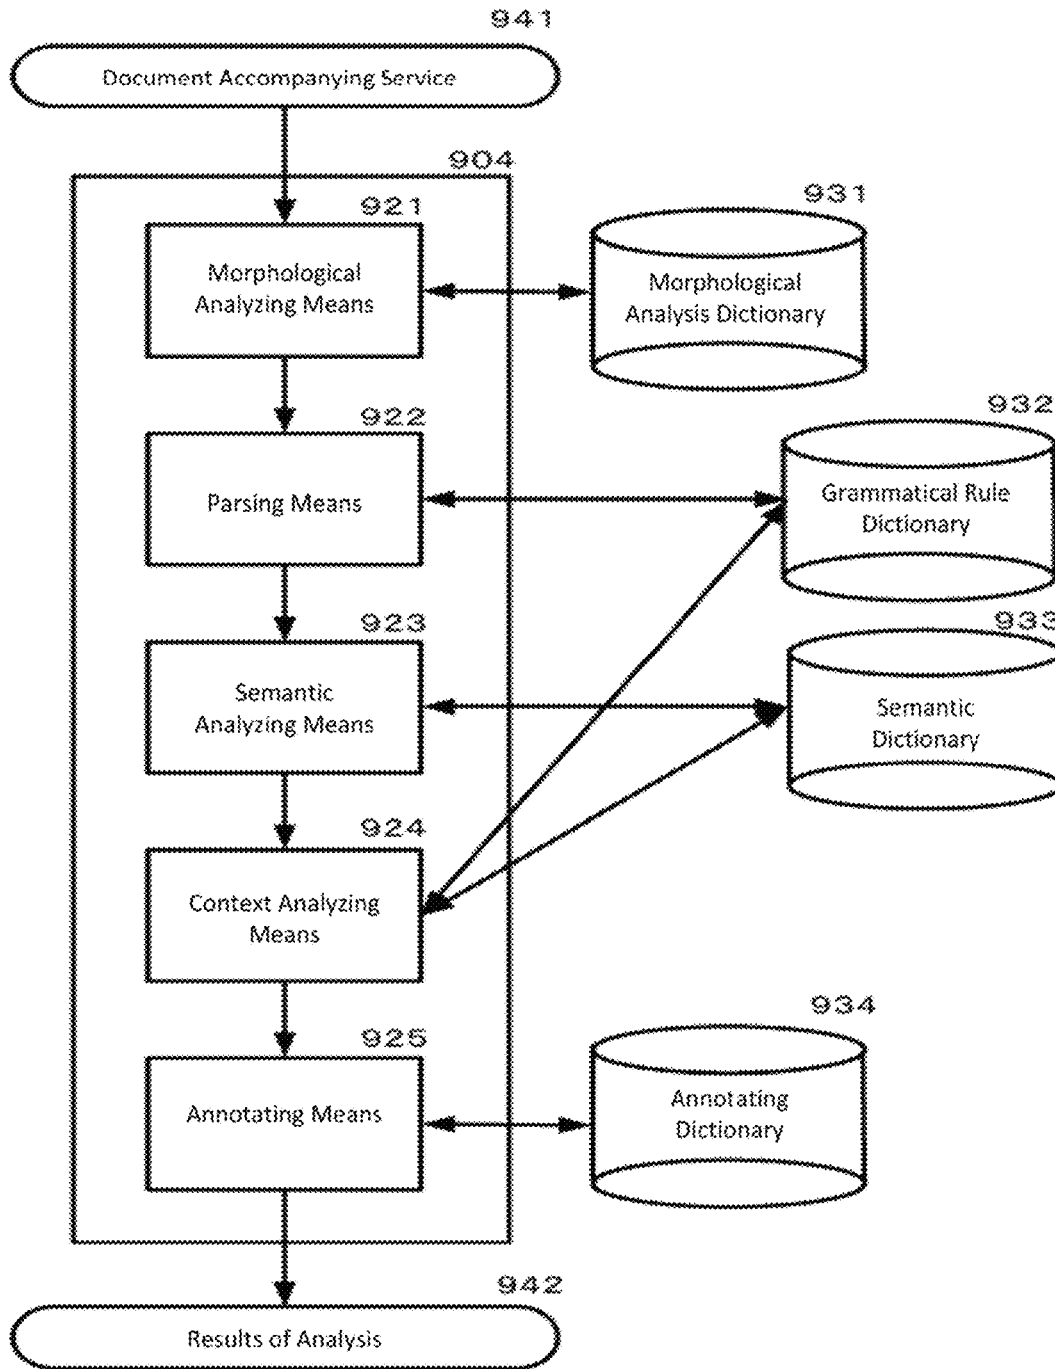 941
Document Accompanying Service
904
921
931
Morphological
Analyzing Means
Morphological
Analysis Dictionary
922
932
Parsing Means
Grammatical Rule
Dictionary
923
933
Semantic
Analyzing Means
Semantic
Dictionary
924
Context Analyzing
Means
934
925
Annotating Means
Annotating
Dictionary
942
Results of Analysis